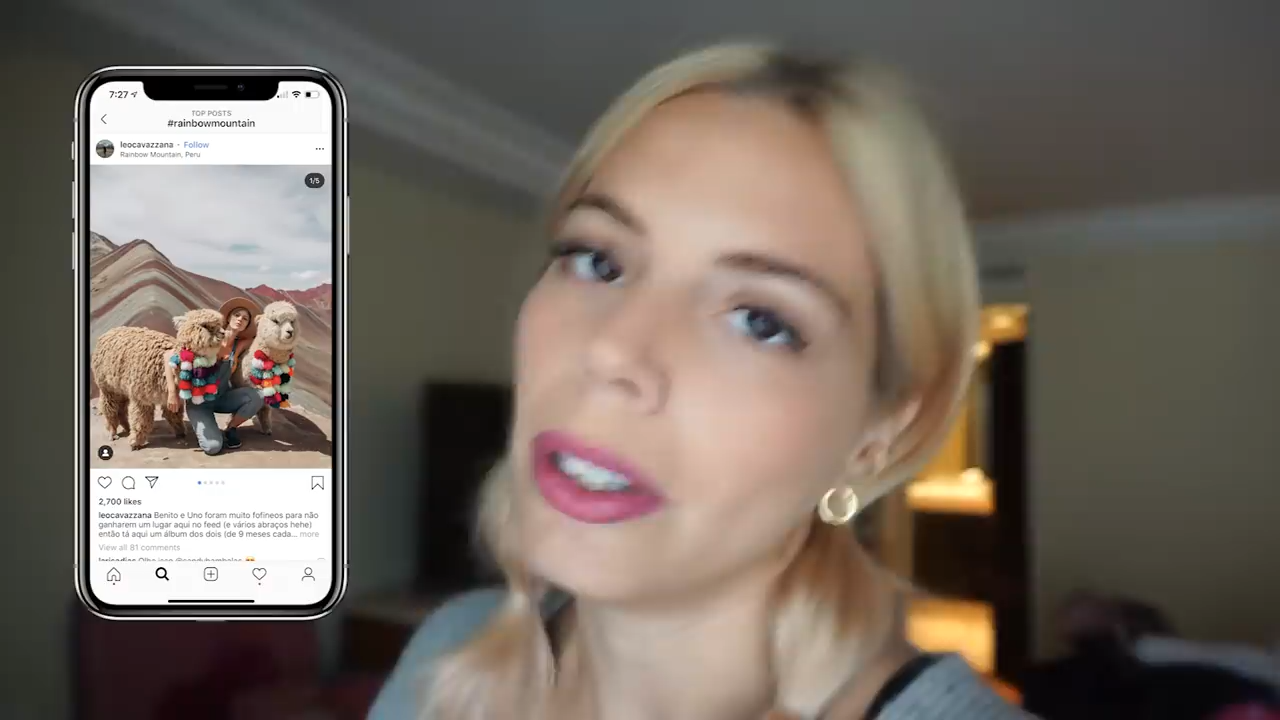 7:27
TOP POSTS
#rainbowmountain
leocavazzana • Follow
Rainbow Mountain, Peru
1/5
2,700 likes
leocavazzana Benito e Uno foram muito fofineos para não
ganharem um lugar aqui no feed (e vários abraços hehe)
então tá aqui um álbum dos dois (de 9 meses cada... more
View all 81 comments